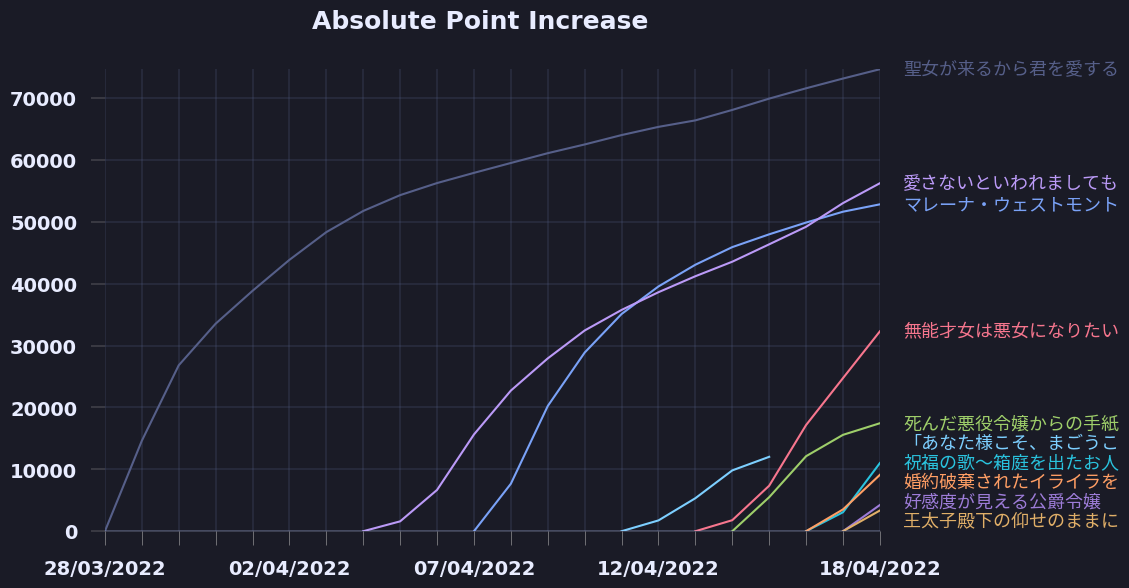 Absolute Point Increase
聖女が来るから君を愛する
70000
60000
愛さないといわれましても
マレーナ・ウェストモント
50000
40000
無能才女は悪女になりたい
30000
20000
死んだ悪役令嬢からの手紙
「あなた様こそ、まごうこ
10000
祝福の歌～箱庭を出たお人
婚約破棄されたイライラを
好感度が見える公爵令嬢
王太子殿下の仰せのままに
0
28/03/2022 02/04/2022 07/04/2022 12/04/2022 18/04/2022